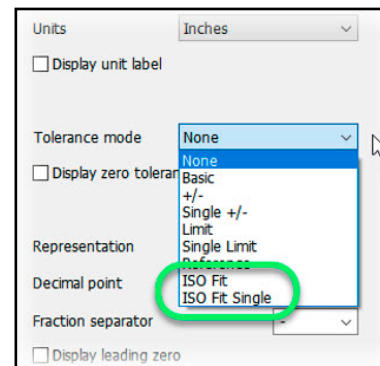 Units Inches
Display unit label
Tolerance mode None
None
Display zero toleran
Basic
+/-
Single +/-
Limit
Single Limit
Representation
Reference
Decimal point ISO Fit
ISO Fit Single
Fraction separator -
Display leading zero